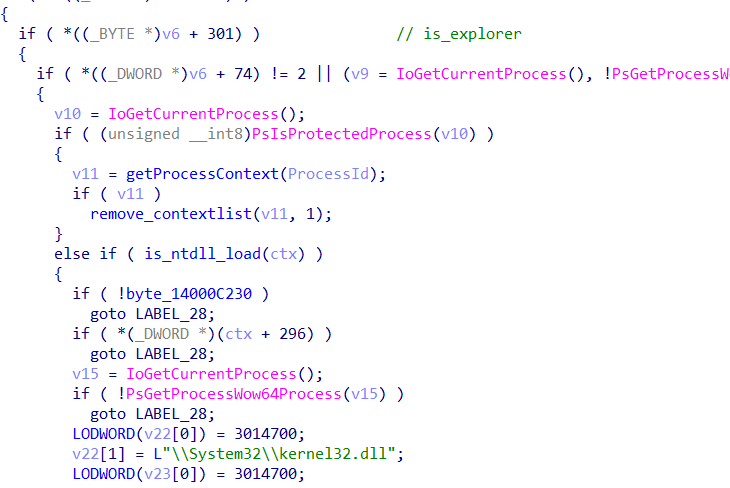 {
if ( *((_BYTE *)v6 + 301) ) // is_explorer
{
if ( *((_DWORD *)v6 + 74) != 2 || (v9 = IoGetCurrentProcess(), !PsGetProcessW
{
v10 = IoGetCurrentProcess();
if ( (unsigned __int8)PsIsProtectedProcess(v10) )
{
v11 = getProcessContext(ProcessId);
if ( v11 )
remove_contextlist(v11, 1);
}
else if ( is_ntdll_load(ctx) )
{
if ( !byte_14000C230 )
goto LABEL_28;
if ( *(_DWORD *)(ctx + 296) )
goto LABEL_28;
v15 = IoGetCurrentProcess();
if ( !PsGetProcessWow64Process(v15) )
goto LABEL_28;
LODWORD(v22[0]) = 3014700;
v22[1] = L"\\System32\\kernel32.dll";
LODWORD(v23[0]) = 3014700;